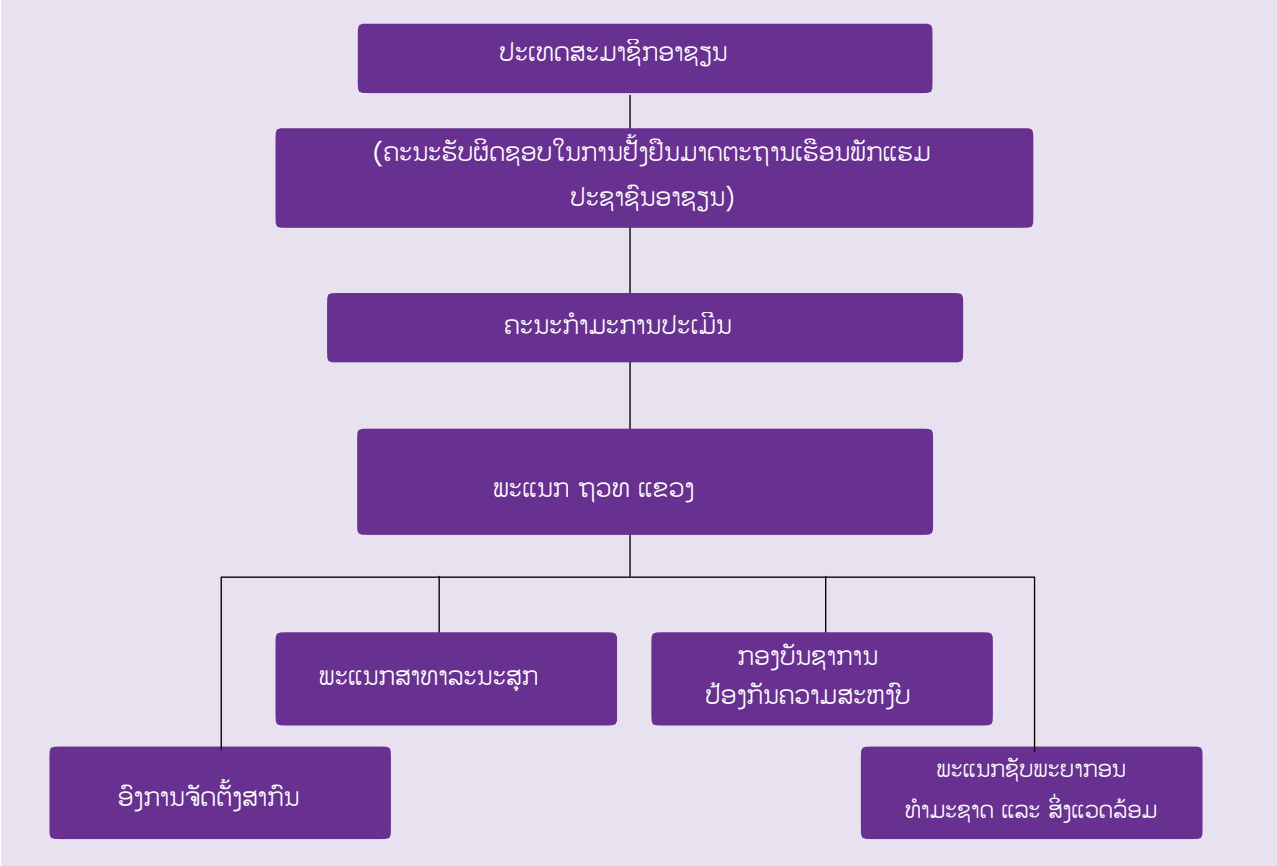 ປະເທດສະມາຊິກອາຊຽນ
(ຄະນະຮັບຜິດຊອບໃນການຢັ້ງຢືນມາດຕະຖານເຮືອນພັກແຮມ
ປະຊາຊົນອາຊຽນ)
ຄະນະກຳມະການປະເມີນ
ພະແນກ ຖວທ ແຂວງ
ພະແນກສາທາລະນະສຸກ
ກອງບັນຊາການ
ປ້ອງກັນຄວາມສະຫງົບ
ອົງການຈັດຕັ້ງສາກົນ
ພະແນກຊັບພະຍາກອນ
ທຳມະຊາດ ແລະ ສິ່ງແວດລ້ອມ